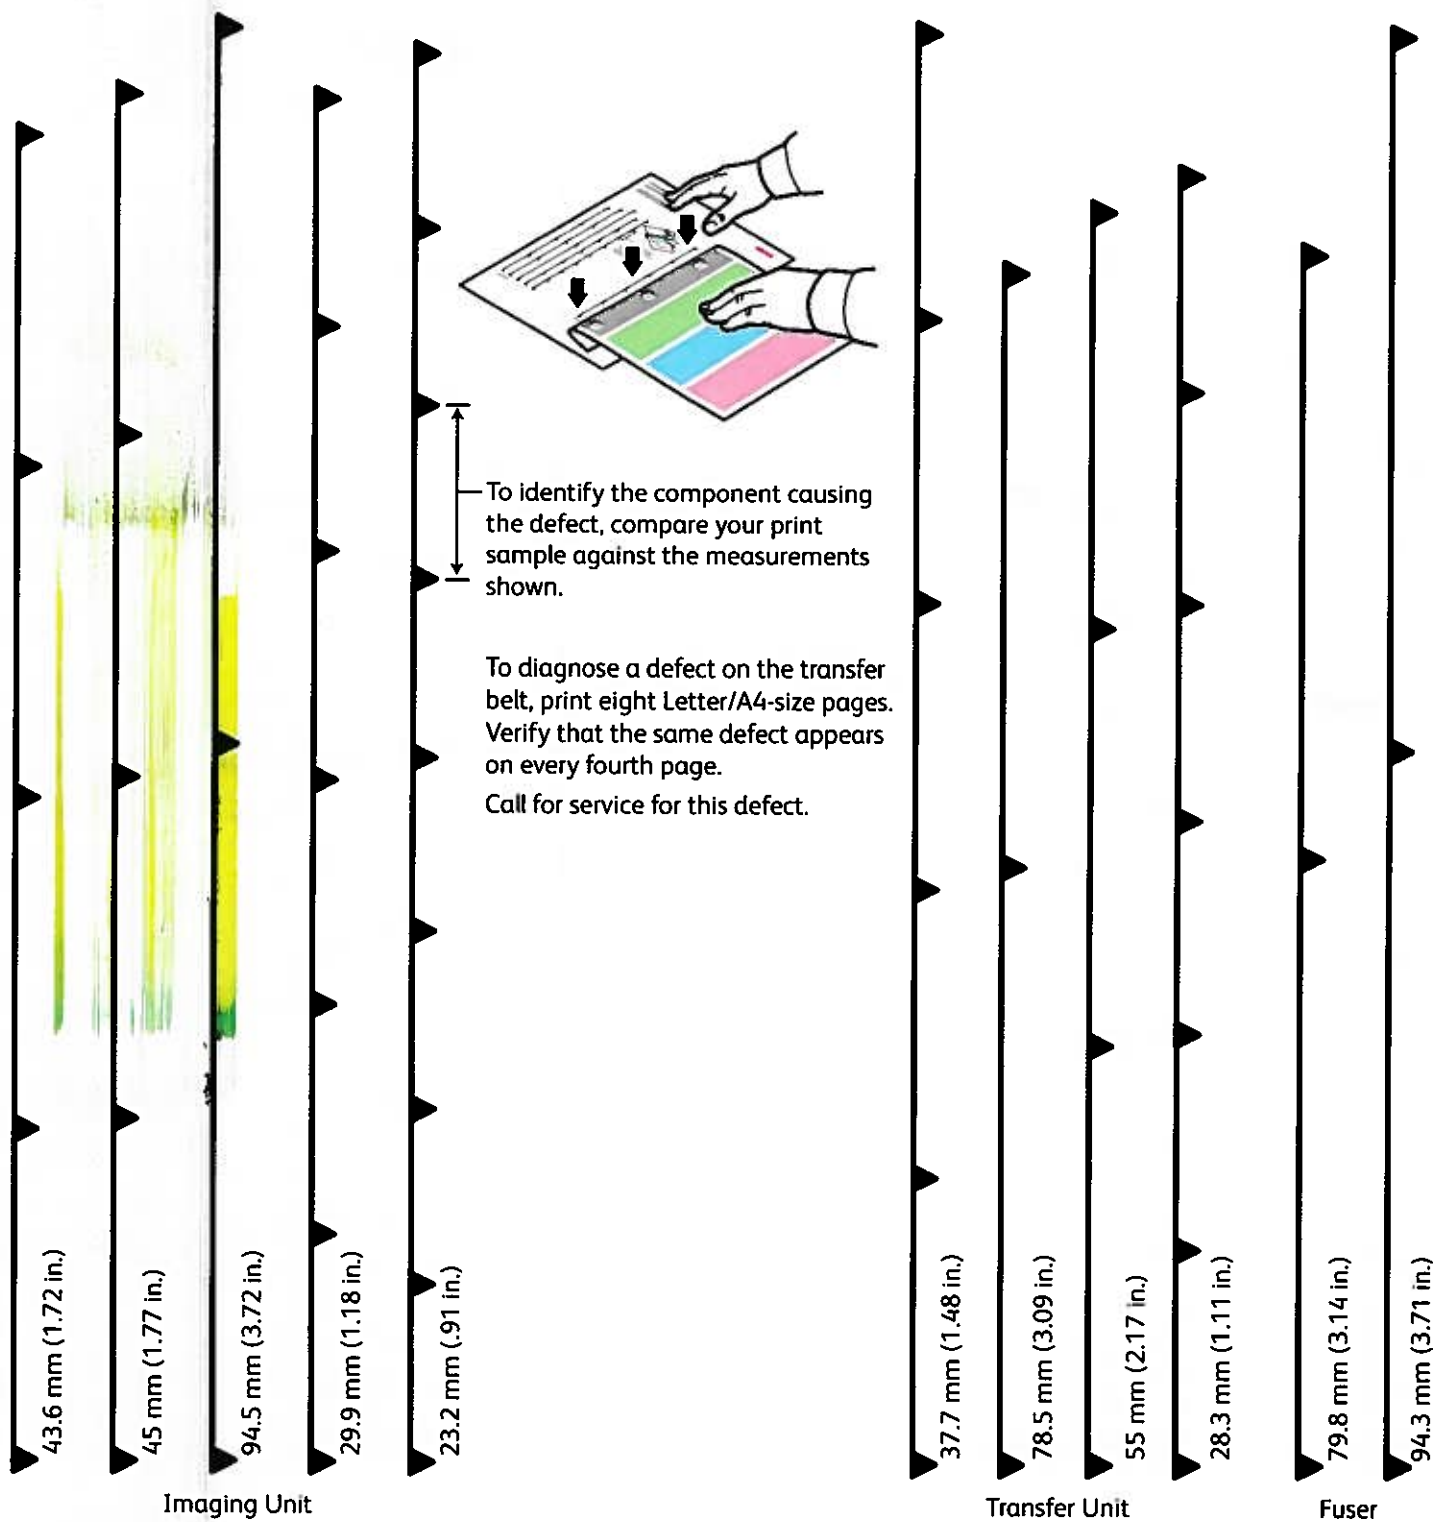 To identify the component causing
the defect, compare your print
sample against the measurements
shown.
To diagnose a defect on the transfer
belt, print eight Letter/A4-size pages.
Verify that the same defect appears
on every fourth page.
Call for service for this defect.
43.6 mm (1.72 in.)
45 mm (1.77 in.)
94.5 mm (3.72 in.)
29.9 mm (1.18 in.)
23.2 mm (.91 in.)
37.7 mm (1.48 in.)
78.5 mm (3.09 in.)
55 mm (2.17 in.)
28.3 mm (1.11 in.)
79.8 mm (3.14 in.)
94.3 mm (3.71 in.)
Imaging Unit
Transfer Unit
Fuser